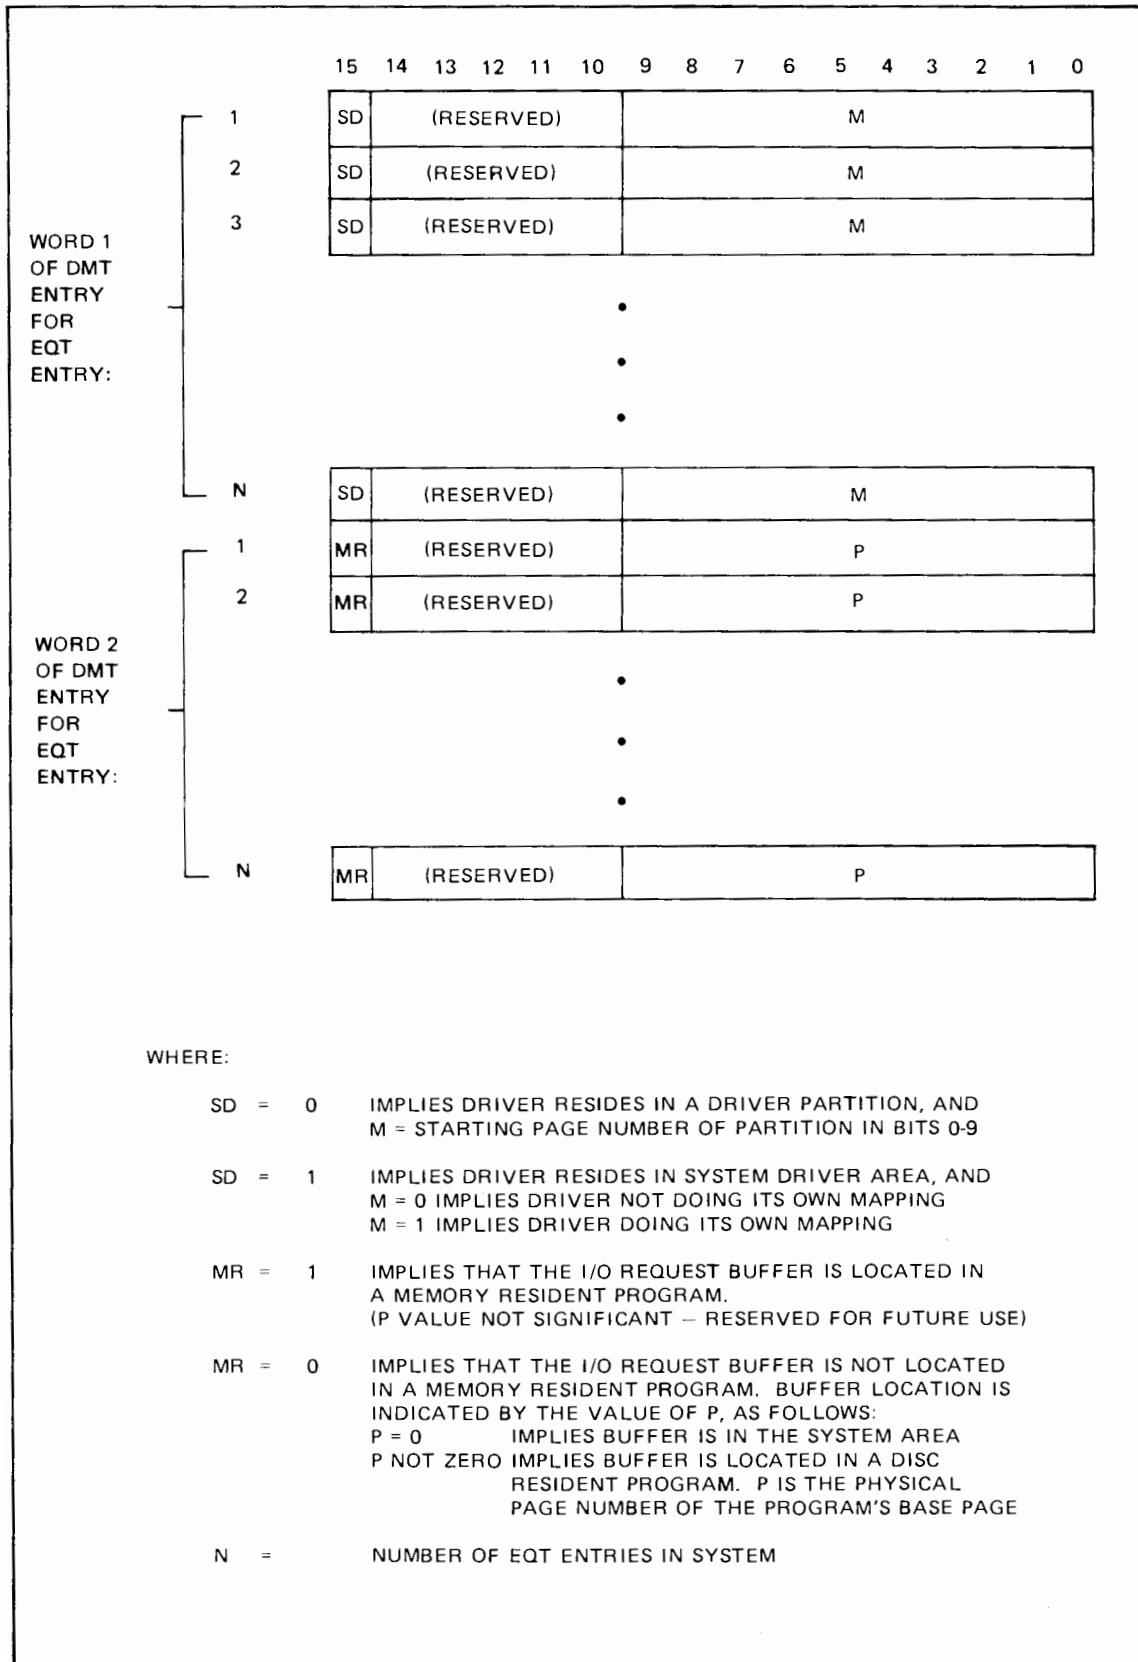 15 14 13 12 11 10 9 8 7 6 5 4 3 2 1 0
1 SD (RESERVED) M
2 SD (RESERVED) M
3 SD (RESERVED) M
WORD 1
OF DMT
ENTRY
FOR
EQT
ENTRY:
N SD (RESERVED) M
1 MR (RESERVED) P
2 MR (RESERVED) P
WORD 2
OF DMT
ENTRY
FOR
EQT
ENTRY:
N MR (RESERVED) P
WHERE:
SD = 0 IMPLIES DRIVER RESIDES IN A DRIVER PARTITION, AND
M = STARTING PAGE NUMBER OF PARTITION IN BITS 0-9
SD = 1 IMPLIES DRIVER RESIDES IN SYSTEM DRIVER AREA, AND
M = 0 IMPLIES DRIVER NOT DOING ITS OWN MAPPING
M = 1 IMPLIES DRIVER DOING ITS OWN MAPPING
MR = 1 IMPLIES THAT THE I/O REQUEST BUFFER IS LOCATED IN
A MEMORY RESIDENT PROGRAM.
(P VALUE NOT SIGNIFICANT – RESERVED FOR FUTURE USE)
MR = 0 IMPLIES THAT THE I/O REQUEST BUFFER IS NOT LOCATED
IN A MEMORY RESIDENT PROGRAM. BUFFER LOCATION IS
INDICATED BY THE VALUE OF P, AS FOLLOWS:
P = 0 IMPLIES BUFFER IS IN THE SYSTEM AREA
P NOT ZERO IMPLIES BUFFER IS LOCATED IN A DISC
RESIDENT PROGRAM. P IS THE PHYSICAL
PAGE NUMBER OF THE PROGRAM'S BASE PAGE
N = NUMBER OF EQT ENTRIES IN SYSTEM